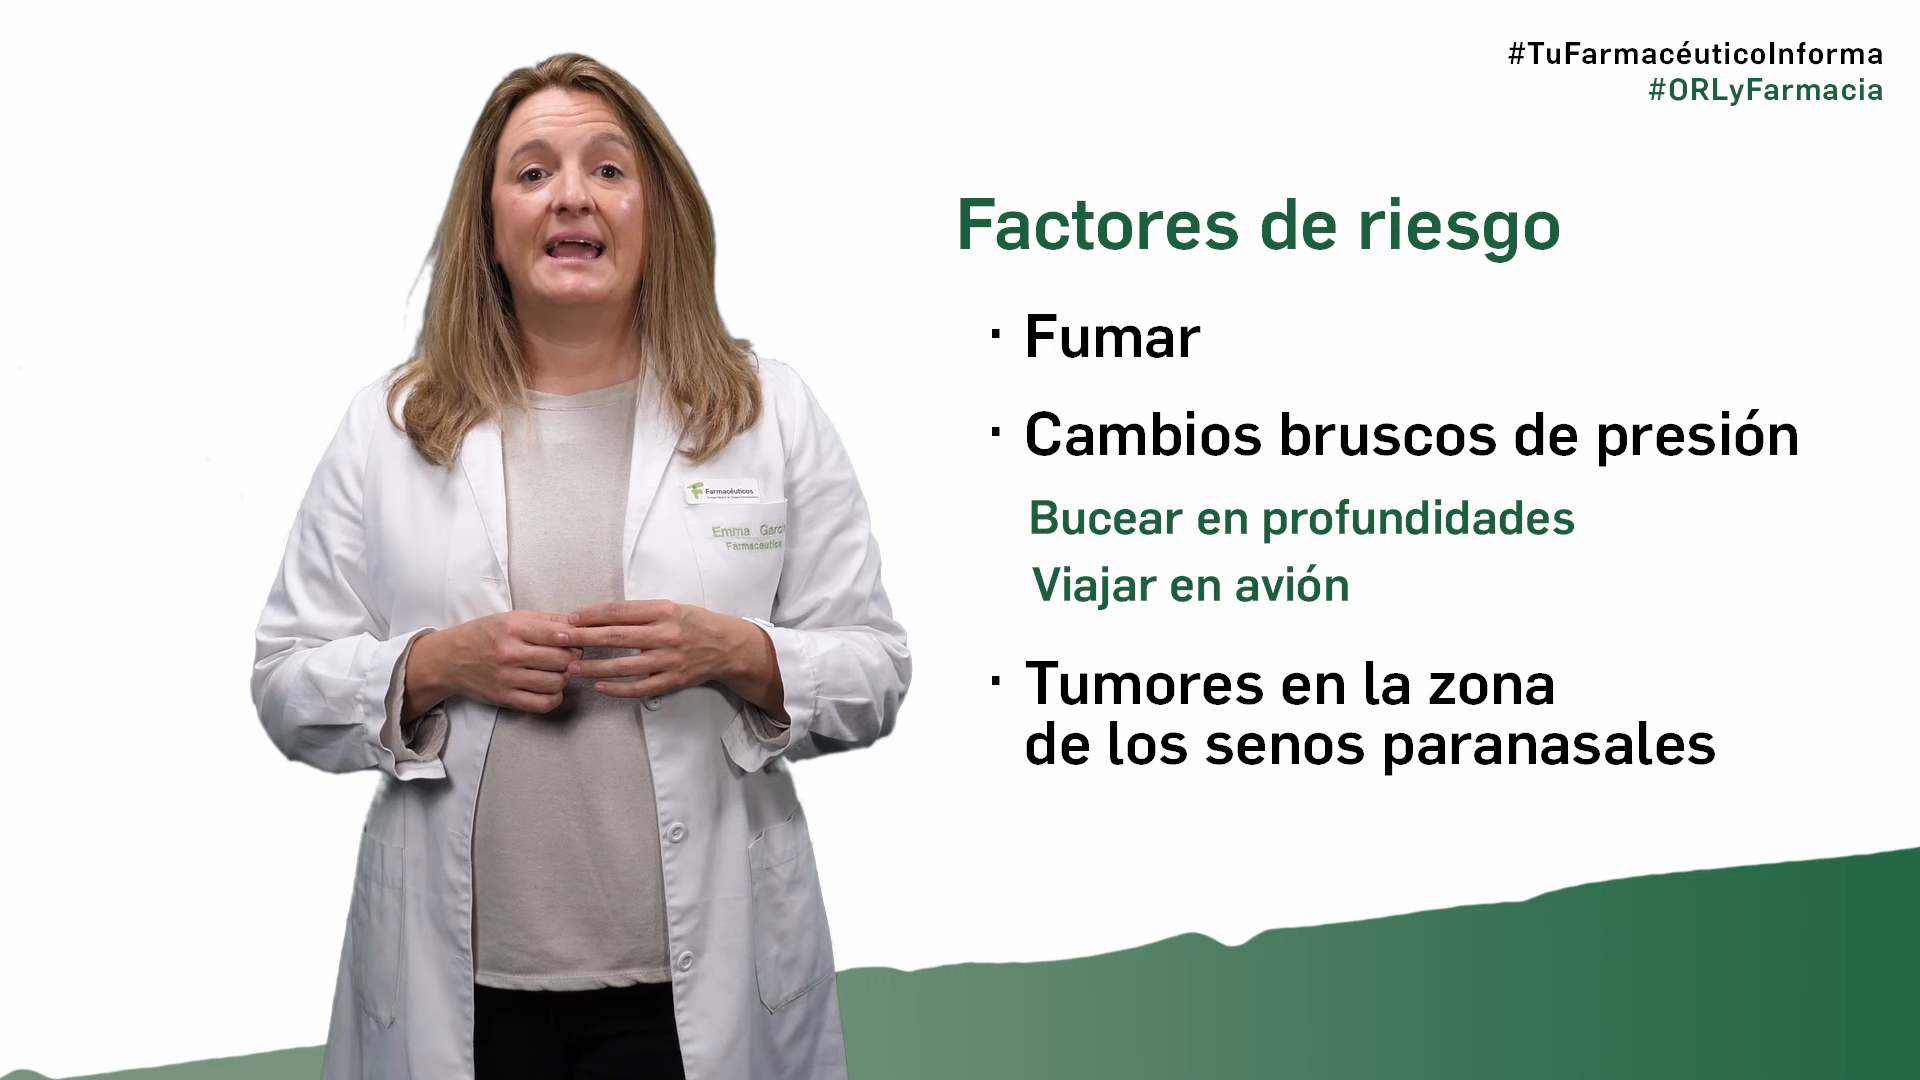 #TuFarmacéuticoInforma
#ORLyFarmacia
Factores de riesgo
· Fumar
· Cambios bruscos de presión
Bucear en profundidades
Viajar en avión
· Tumores en la zona
de los senos paranasales
Farmacéuticos
Emma
Farmacéutica